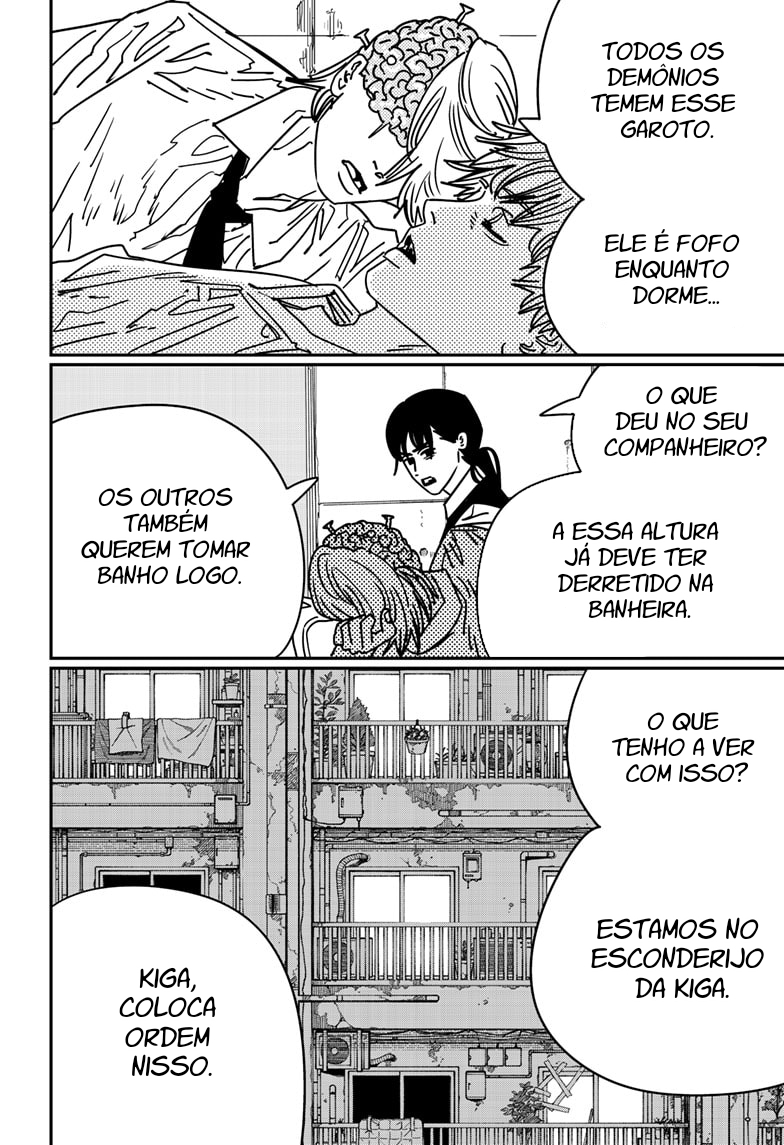 TODOS OS
DEMÔNIOS
TEMEM ESSE
GAROTO.
ELE É FOFO
ENQUANTO
DORME...
O QUE
DEU NO SEU
COMPANHEIRO?
A ESSA ALTURA
JÁ DEVE TER
DERRETIDO NA
BANHEIRA.
OS OUTROS
TAMBÉM
QUEREM TOMAR
BANHO LOGO.
O QUE
TENHO A VER
COM ISSO?
ESTAMOS NO
ESCONDERIJO
DA KIGA.
KIGA,
COLOCA
ORDEM
NISSO.